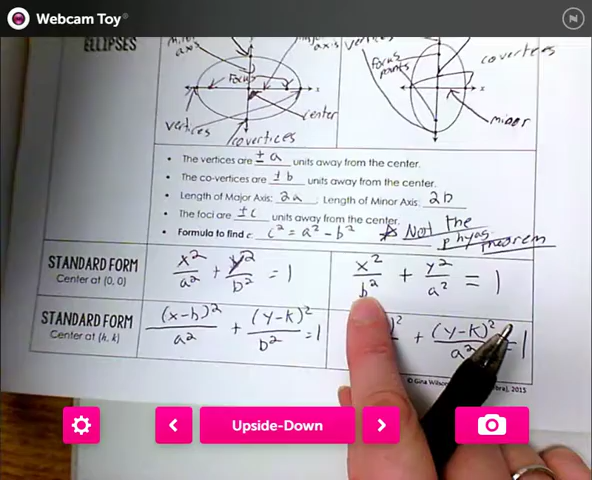 Webcam Toy
ELLIPSES
axis
axis
Focus
center
vertices
covertices
vertices
Focus
points
covertices
minor
• The vertices are ± a units away from the center.
• The co-vertices are ± b units away from the center.
• Length of Major Axis: 2a Length of Minor Axis: 2b
• The foci are ± c units away from the center.
• Formula to find c: c² = a² - b² ☆ Not the
theorem
STANDARD FORM
Center at (0, 0)
x²/a² + y²/b² = 1
x²/b² + y²/a² = 1
STANDARD FORM
Center at (h, k)
(x-h)²/a² + (y-k)²/b² = 1
)² + (y-k)²/a² = 1
© Gina Wilson 2015
Upside-Down